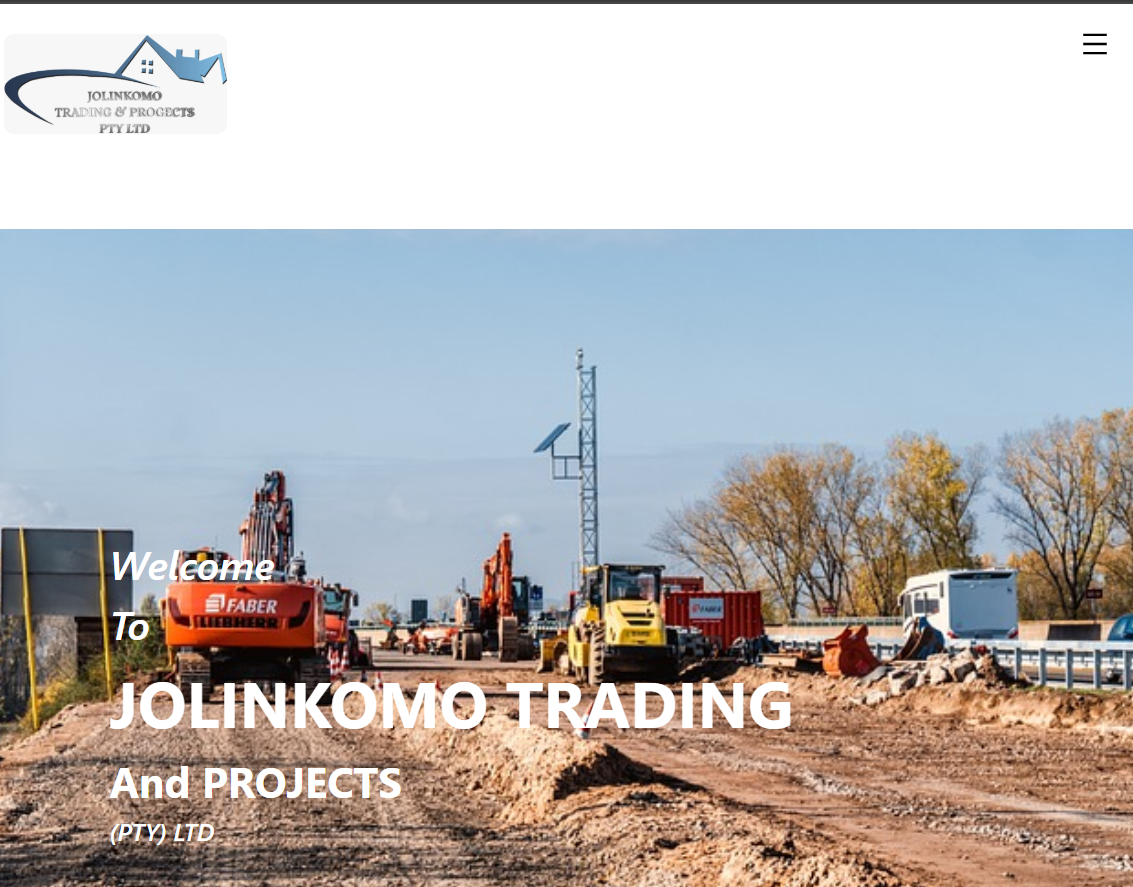 JOLINKOMO
TRADING & PROGECTS
PTY LTD
Welcome
To
FABER
LIEBHERR
FABER
JOLINKOMO TRADING
And PROJECTS
(PTY) LTD